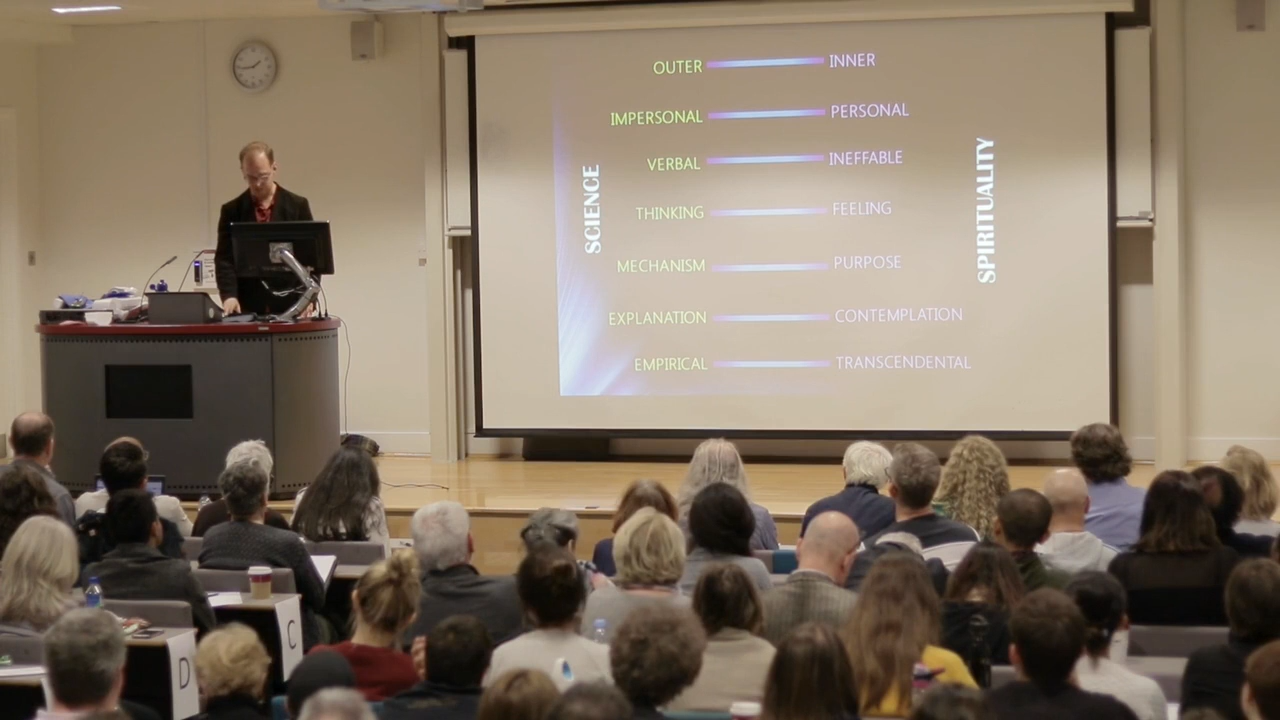 OUTER INNER
IMPERSONAL PERSONAL
VERBAL INEFFABLE
THINKING FEELING
MECHANISM PURPOSE
EXPLANATION CONTEMPLATION
EMPIRICAL TRANSCENDENTAL
SCIENCE
SPIRITUALITY
C
D